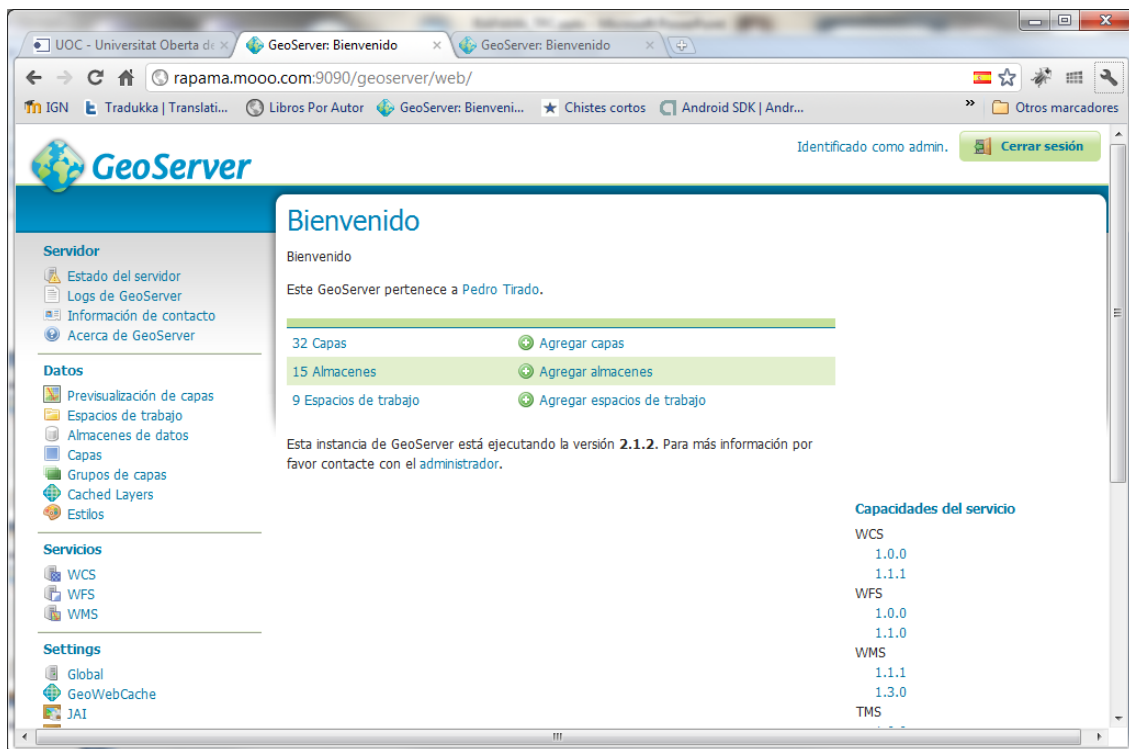 UOC - Universitat Oberta de
GeoServer: Bienvenido
GeoServer: Bienvenido
rapama.mooo.com:9090/geoserver/web/
IGN
Tradukka | Translati...
Libros Por Autor
GeoServer: Bienveni...
Chistes cortos
Android SDK | Andr...
»
Otros marcadores
GeoServer
Identificado como admin.
Cerrar sesión
Servidor
Estado del servidor
Logs de GeoServer
Información de contacto
Acerca de GeoServer
Datos
Previsualización de capas
Espacios de trabajo
Almacenes de datos
Capas
Grupos de capas
Cached Layers
Estilos
Servicios
WCS
WFS
WMS
Settings
Global
GeoWebCache
JAI
Bienvenido
Bienvenido
Este GeoServer pertenece a Pedro Tirado.
32 Capas Agregar capas
15 Almacenes Agregar almacenes
9 Espacios de trabajo Agregar espacios de trabajo
Esta instancia de GeoServer está ejecutando la versión 2.1.2. Para más información por
favor contacte con el administrador.
Capacidades del servicio
WCS
1.0.0
1.1.1
WFS
1.0.0
1.1.0
WMS
1.1.1
1.3.0
TMS